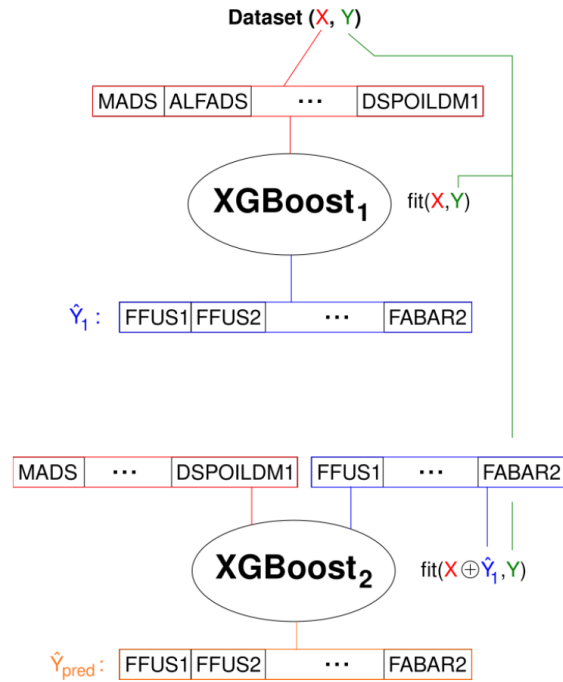 Dataset (X, Y)
MADS ALFADS ... DSPOILDM1
XGBoost₁
fit(X,Y)
Ŷ₁ : FFUS1 FFUS2 ... FABAR2
MADS ... DSPOILDM1 FFUS1 ... FABAR2
XGBoost₂
fit(X ⊕ Ŷ₁,Y)
Ŷpred : FFUS1 FFUS2 ... FABAR2